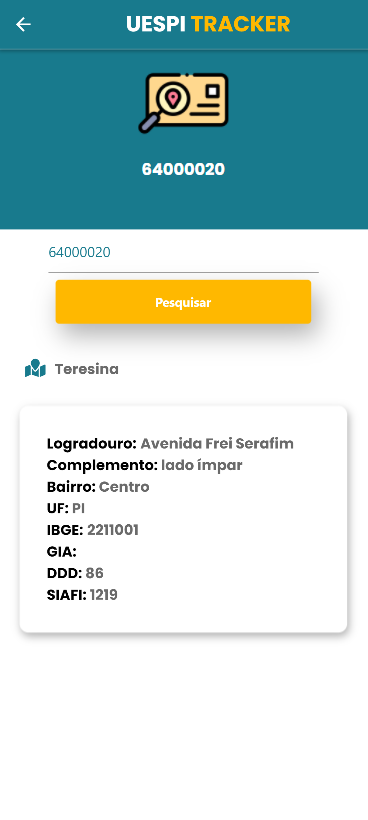 UESPI TRACKER
64000020
64000020
Pesquisar
Teresina
Logradouro: Avenida Frei Serafim
Complemento: lado ímpar
Bairro: Centro
UF: PI
IBGE: 2211001
GIA:
DDD: 86
SIAFI: 1219